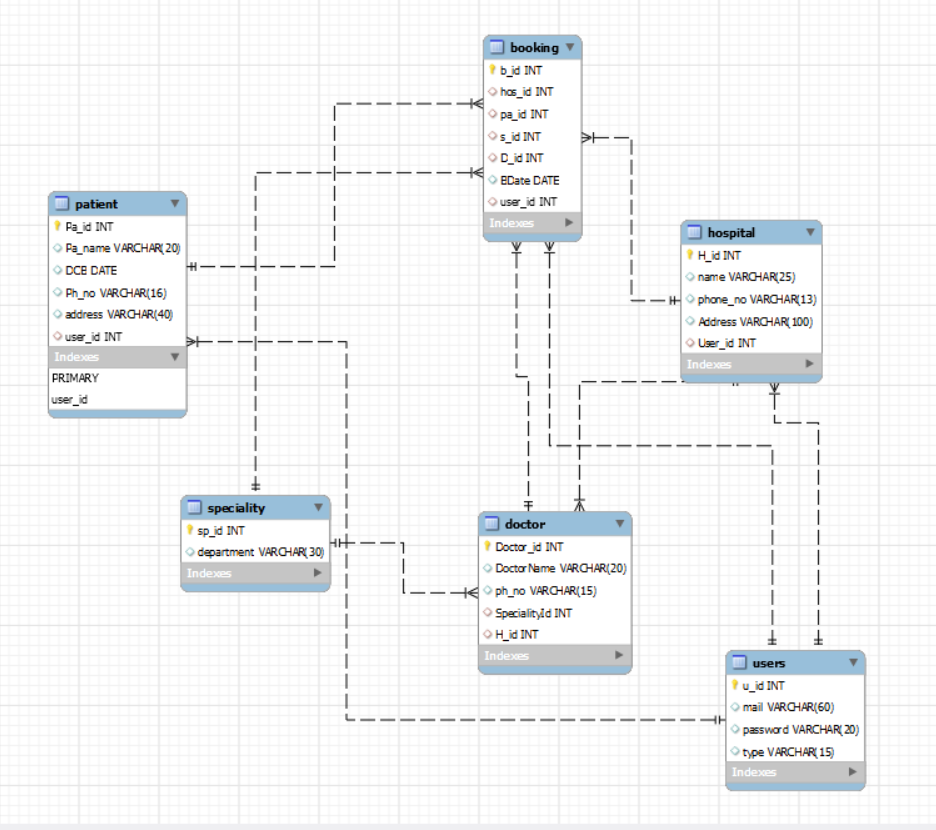 booking
b_id INT
hos_id INT
pa_id INT
s_id INT
D_id INT
BDate DATE
user_id INT
Indexes
patient
Pa_id INT
Pa_name VARCHAR(20)
DOB DATE
Ph_no VARCHAR(16)
address VARCHAR(40)
user_id INT
Indexes
PRIMARY
user_id
hospital
H_id INT
name VARCHAR(25)
phone_no VARCHAR(13)
Address VARCHAR(100)
User_id INT
Indexes
speciality
sp_id INT
department VARCHAR(30)
Indexes
doctor
Doctor_id INT
DoctorName VARCHAR(20)
ph_no VARCHAR(15)
SpecialityId INT
H_id INT
Indexes
users
u_id INT
mail VARCHAR(60)
password VARCHAR(20)
type VARCHAR(15)
Indexes